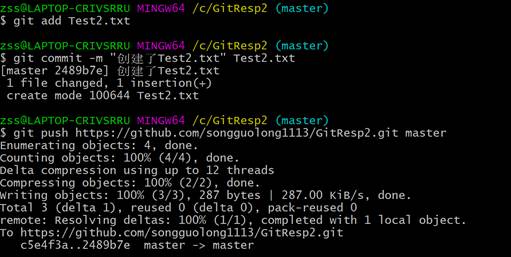 zss@LAPTOP-CRIVSRRU MINGW64 /c/GitResp2 (master)
$ git add Test2.txt
zss@LAPTOP-CRIVSRRU MINGW64 /c/GitResp2 (master)
$ git commit -m "创建了Test2.txt" Test2.txt
[master 2489b7e] 创建了Test2.txt
1 file changed, 1 insertion(+)
create mode 100644 Test2.txt
zss@LAPTOP-CRIVSRRU MINGW64 /c/GitResp2 (master)
$ git push https://github.com/songguolong1113/GitResp2.git master
Enumerating objects: 4, done.
Counting objects: 100% (4/4), done.
Delta compression using up to 12 threads
Compressing objects: 100% (2/2), done.
Writing objects: 100% (3/3), 287 bytes | 287.00 KiB/s, done.
Total 3 (delta 1), reused 0 (delta 0), pack-reused 0
remote: Resolving deltas: 100% (1/1), completed with 1 local object.
To https://github.com/songguolong1113/GitResp2.git
c5e4f3a..2489b7e  master -> master